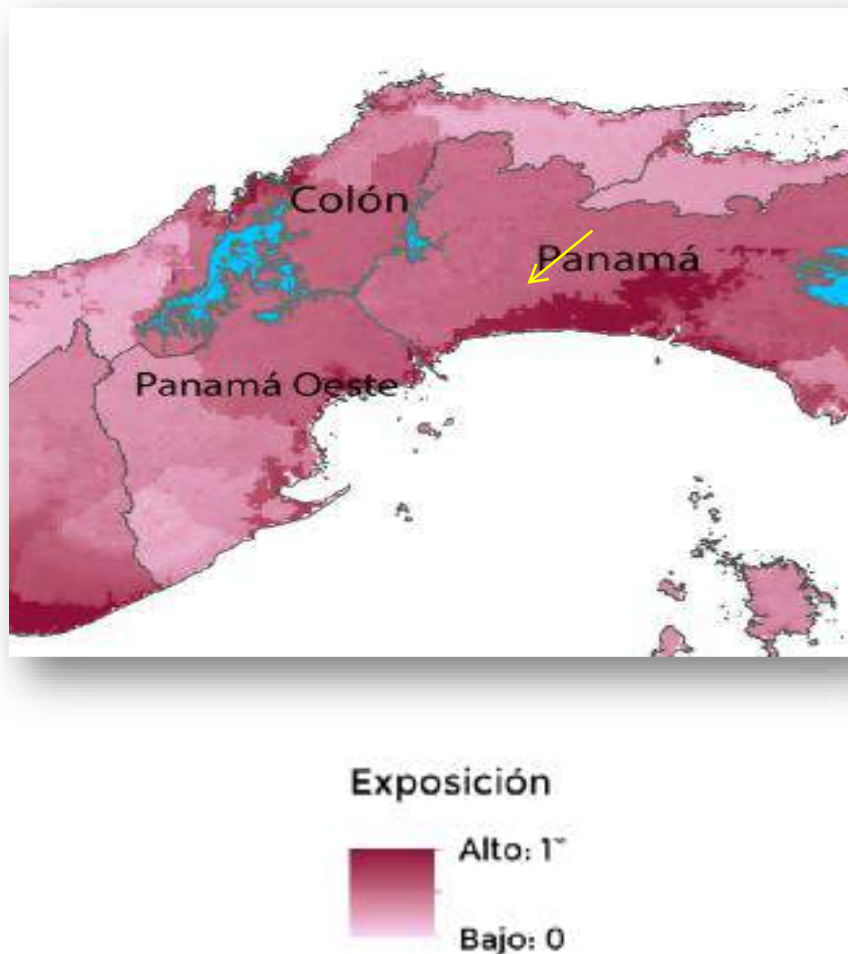 Colón
Panamá
Panamá Oeste
Exposición
Alto: 1
Bajo: 0